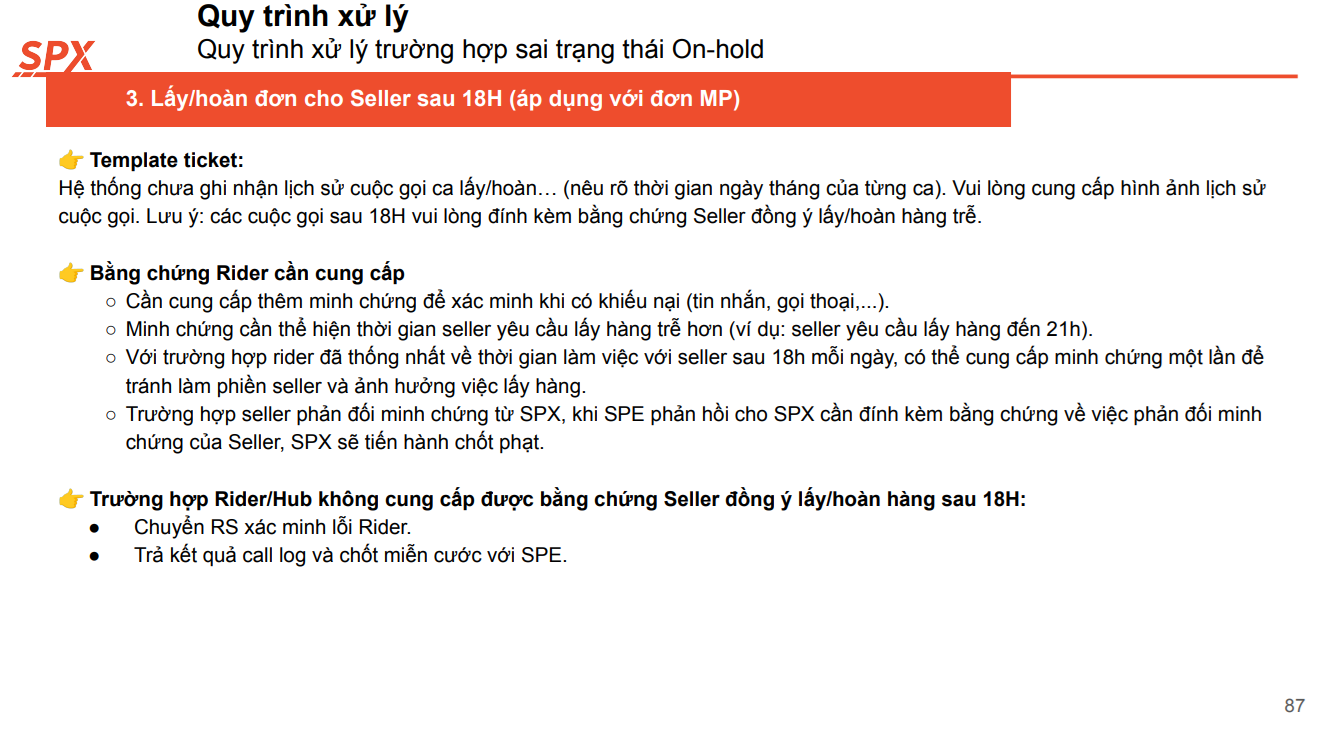 Quy trình xử lý
Quy trình xử lý trường hợp sai trạng thái On-hold
SPX
3. Lấy/hoàn đơn cho Seller sau 18H (áp dụng với đơn MP)
👉 Template ticket:
Hệ thống chưa ghi nhận lịch sử cuộc gọi ca lấy/hoàn… (nêu rõ thời gian ngày tháng của từng ca). Vui lòng cung cấp hình ảnh lịch sử
cuộc gọi. Lưu ý: các cuộc gọi sau 18H vui lòng đính kèm bằng chứng Seller đồng ý lấy/hoàn hàng trễ.
👉 Bằng chứng Rider cần cung cấp
○ Cần cung cấp thêm minh chứng để xác minh khi có khiếu nại (tin nhắn, gọi thoại,...).
○ Minh chứng cần thể hiện thời gian seller yêu cầu lấy hàng trễ hơn (ví dụ: seller yêu cầu lấy hàng đến 21h).
○ Với trường hợp rider đã thống nhất về thời gian làm việc với seller sau 18h mỗi ngày, có thể cung cấp minh chứng một lần để
tránh làm phiền seller và ảnh hưởng việc lấy hàng.
○ Trường hợp seller phản đối minh chứng từ SPX, khi SPE phản hồi cho SPX cần đính kèm bằng chứng về việc phản đối minh
chứng của Seller, SPX sẽ tiến hành chốt phạt.
👉 Trường hợp Rider/Hub không cung cấp được bằng chứng Seller đồng ý lấy/hoàn hàng sau 18H:
● Chuyển RS xác minh lỗi Rider.
● Trả kết quả call log và chốt miễn cước với SPE.
87